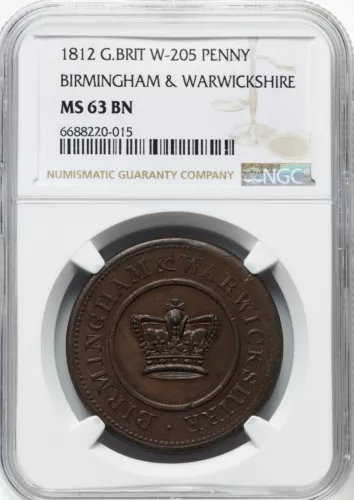 1812 G.BRIT W-205 PENNY
BIRMINGHAM & WARWICKSHIRE
MS 63 BN
6688220-015
NUMISMATIC GUARANTY COMPANY
NGC
BIRMINGHAM & WARWICKSHIRE ·